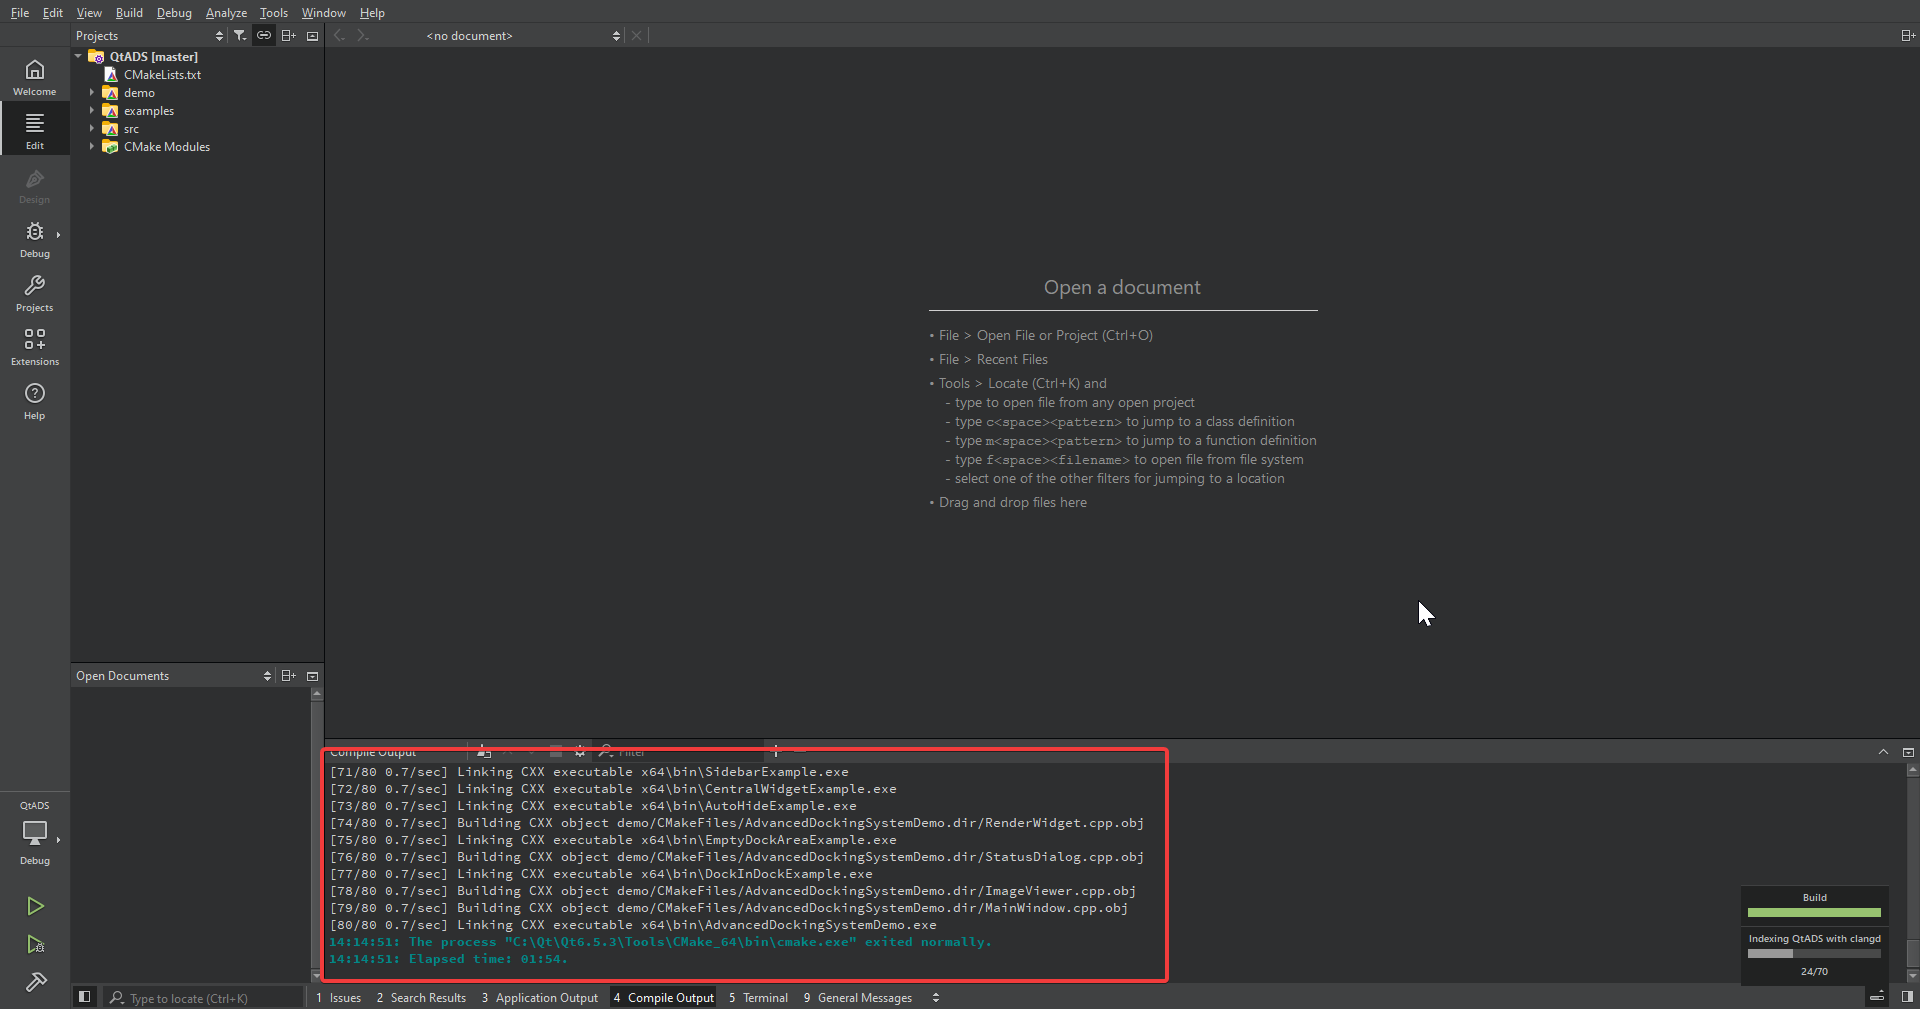 File Edit View Build Debug Analyze Tools Window Help
Projects
<no document>
QtADS [master]
CMakeLists.txt
demo
examples
src
CMake Modules
Welcome
Edit
Design
Debug
Projects
Extensions
Help
Open a document
• File > Open File or Project (Ctrl+O)
• File > Recent Files
• Tools > Locate (Ctrl+K) and
- type to open file from any open project
- type c<space><pattern> to jump to a class definition
- type m<space><pattern> to jump to a function definition
- type f<space><filename> to open file from file system
- select one of the other filters for jumping to a location
• Drag and drop files here
Open Documents
Compile Output
Filter
[71/80 0.7/sec] Linking CXX executable x64\bin\SidebarExample.exe
[72/80 0.7/sec] Linking CXX executable x64\bin\CentralWidgetExample.exe
[73/80 0.7/sec] Linking CXX executable x64\bin\AutoHideExample.exe
[74/80 0.7/sec] Building CXX object demo/CMakeFiles/AdvancedDockingSystemDemo.dir/RenderWidget.cpp.obj
[75/80 0.7/sec] Linking CXX executable x64\bin\EmptyDockAreaExample.exe
[76/80 0.7/sec] Building CXX object demo/CMakeFiles/AdvancedDockingSystemDemo.dir/StatusDialog.cpp.obj
[77/80 0.7/sec] Linking CXX executable x64\bin\DockInDockExample.exe
[78/80 0.7/sec] Building CXX object demo/CMakeFiles/AdvancedDockingSystemDemo.dir/ImageViewer.cpp.obj
[79/80 0.7/sec] Building CXX object demo/CMakeFiles/AdvancedDockingSystemDemo.dir/MainWindow.cpp.obj
[80/80 0.7/sec] Linking CXX executable x64\bin\AdvancedDockingSystemDemo.exe
14:14:51: The process "C:\Qt\Qt6.5.3\Tools\CMake_64\bin\cmake.exe" exited normally.
14:14:51: Elapsed time: 01:54.
QtADS
Debug
Build
Indexing QtADS with clangd
24/70
Type to locate (Ctrl+K)
1 Issues 2 Search Results 3 Application Output 4 Compile Output 5 Terminal 9 General Messages